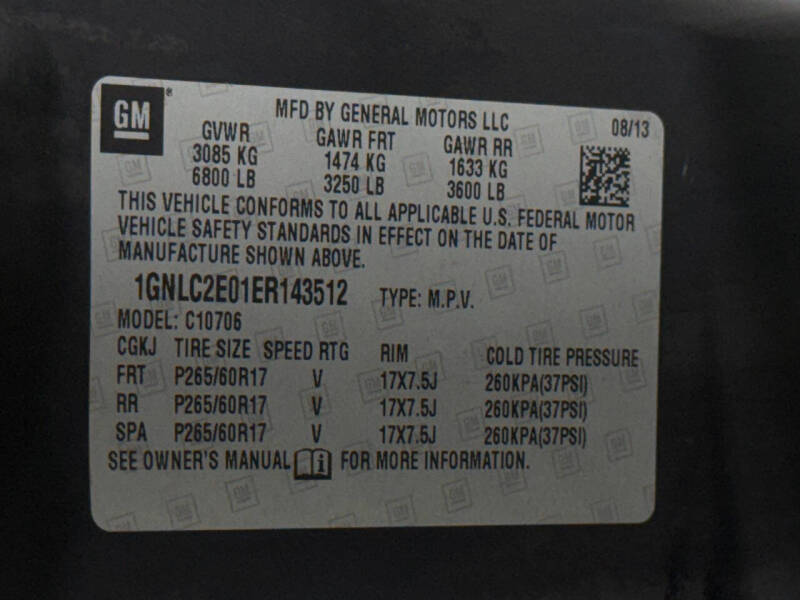 GM ®
MFD BY GENERAL MOTORS LLC 08/13
GVWR GAWR FRT GAWR RR
3085 KG 1474 KG 1633 KG
6800 LB 3250 LB 3600 LB
THIS VEHICLE CONFORMS TO ALL APPLICABLE U.S. FEDERAL MOTOR
VEHICLE SAFETY STANDARDS IN EFFECT ON THE DATE OF
MANUFACTURE SHOWN ABOVE.
1GNLC2E01ER143512 TYPE: M.P.V.
MODEL: C10706
CGKJ TIRE SIZE SPEED RTG RIM COLD TIRE PRESSURE
FRT P265/60R17 V 17X7.5J 260KPA(37PSI)
RR P265/60R17 V 17X7.5J 260KPA(37PSI)
SPA P265/60R17 V 17X7.5J 260KPA(37PSI)
SEE OWNER'S MANUAL i FOR MORE INFORMATION.